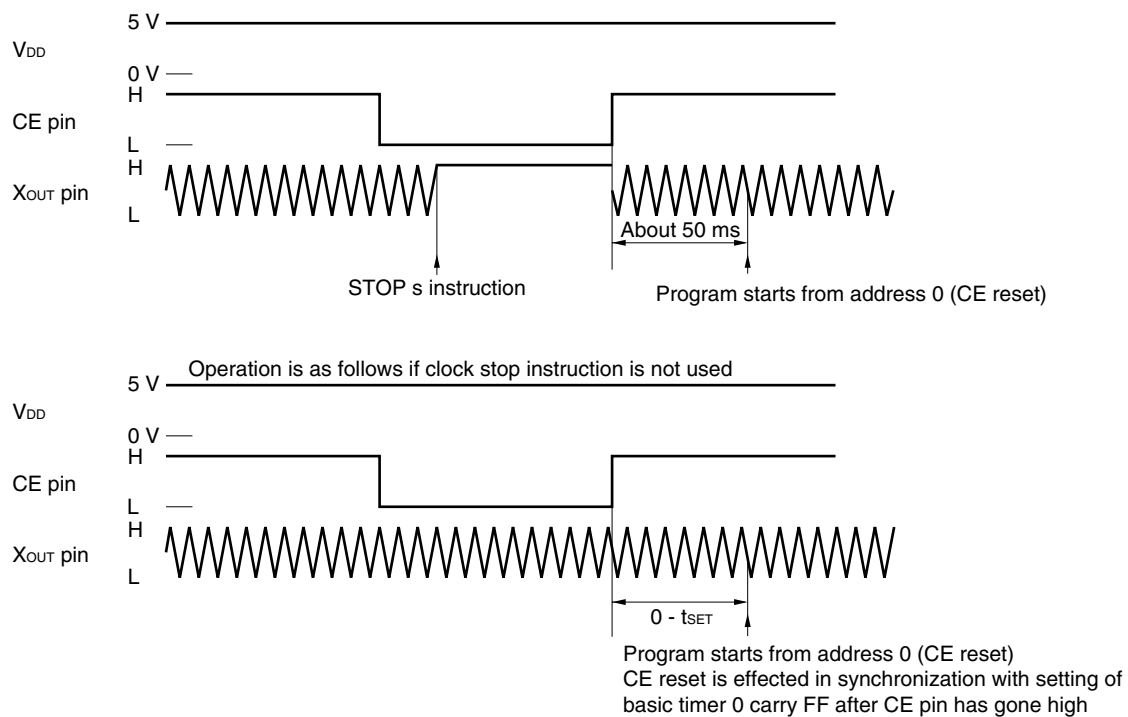 5 V
VDD
0 V
H
CE pin
L
H
XOUT pin
L
About 50 ms
STOP s instruction
Program starts from address 0 (CE reset)
Operation is as follows if clock stop instruction is not used
5 V
VDD
0 V
H
CE pin
L
H
XOUT pin
L
0 - tSET
Program starts from address 0 (CE reset)
CE reset is effected in synchronization with setting of
basic timer 0 carry FF after CE pin has gone high